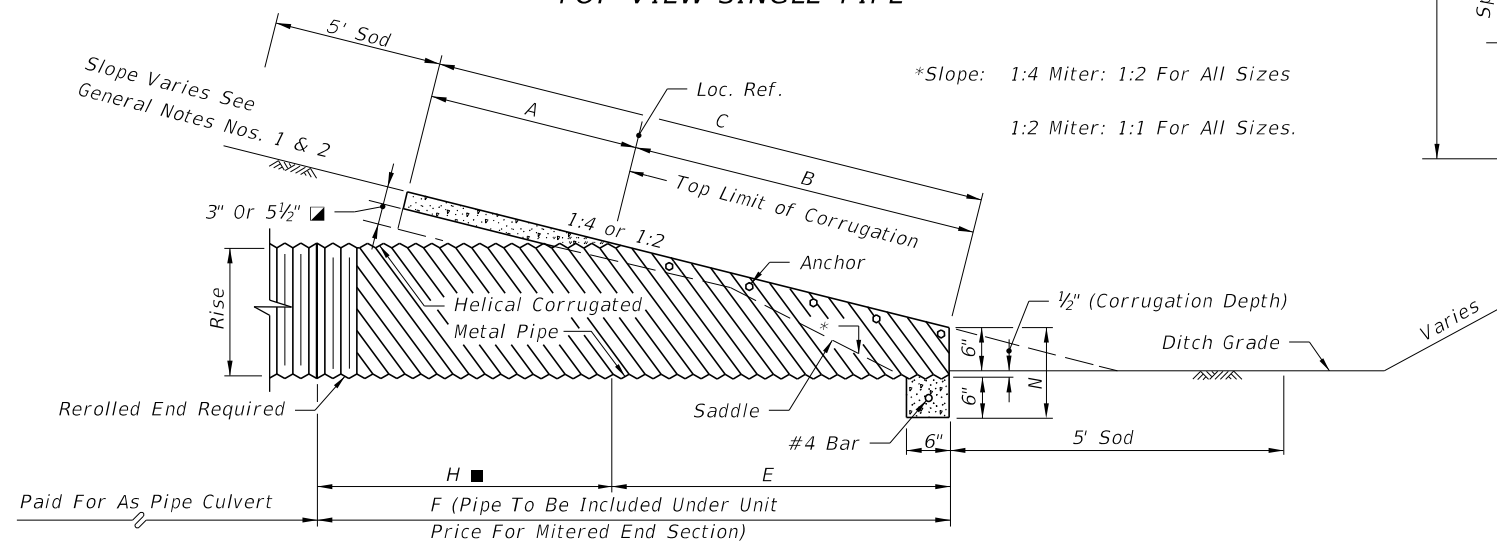 TOP VIEW SINGLE PIPE
5' Sod
Slope Varies See
General Notes Nos. 1 & 2
A
Loc. Ref.
C
*Slope: 1:4 Miter: 1:2 For All Sizes
1:2 Miter: 1:1 For All Sizes.
B
Top Limit of Corrugation
3" Or 5½"
1:4 or 1:2
Anchor
Rise
Helical Corrugated
Metal Pipe
*
½" (Corrugation Depth)
Varies
Ditch Grade
6"
N
6"
Rerolled End Required
Saddle
#4 Bar
6"
5' Sod
H ■
E
Paid For As Pipe Culvert
F (Pipe To Be Included Under Unit
Price For Mitered End Section)